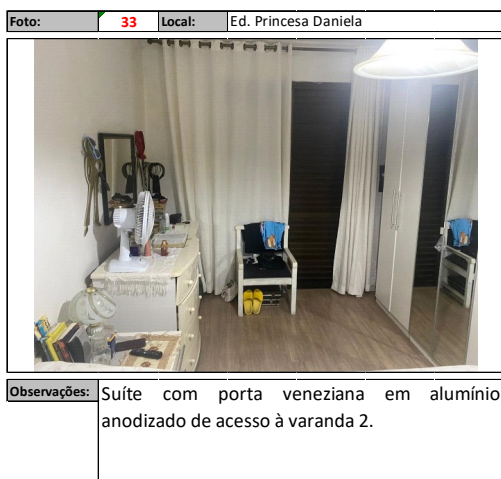 Foto: 33 Local: Ed. Princesa Daniela
Observações: Suíte com porta veneziana em alumínio
anodizado de acesso à varanda 2.